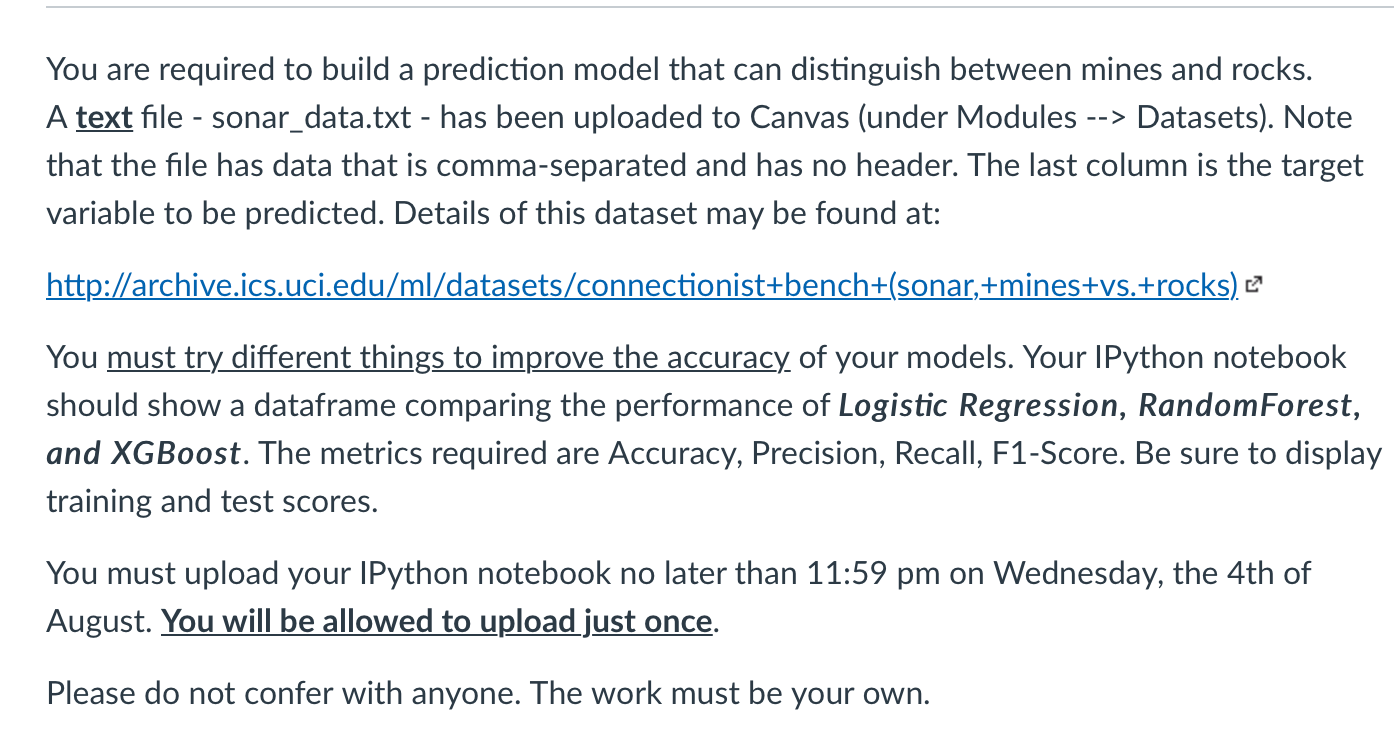 You are required to build a prediction model that can distinguish between mines and rocks.
A text file - sonar_data.txt - has been uploaded to Canvas (under Modules --> Datasets). Note
that the file has data that is comma-separated and has no header. The last column is the target
variable to be predicted. Details of this dataset may be found at:
http://archive.ics.uci.edu/ml/datasets/connectionist+bench+(sonar,+mines+vs.+rocks)
You must try different things to improve the accuracy of your models. Your IPython notebook
should show a dataframe comparing the performance of Logistic Regression, RandomForest,
and XGBoost. The metrics required are Accuracy, Precision, Recall, F1-Score. Be sure to display
training and test scores.
You must upload your IPython notebook no later than 11:59 pm on Wednesday, the 4th of
August. You will be allowed to upload just once.
Please do not confer with anyone. The work must be your own.